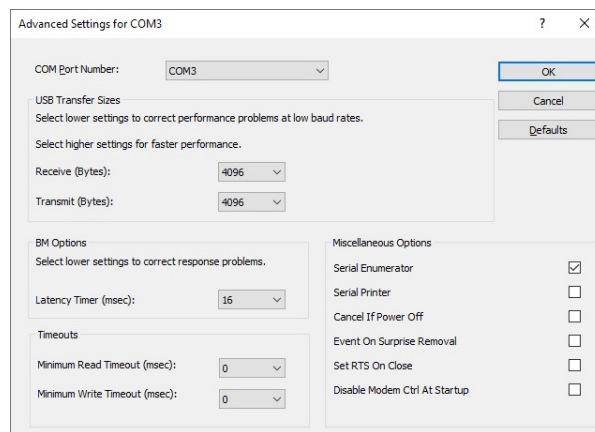 Advanced Settings for COM3
? ×
COM Port Number: COM3
OK
Cancel
Defaults
USB Transfer Sizes
Select lower settings to correct performance problems at low baud rates.
Select higher settings for faster performance.
Receive (Bytes): 4096
Transmit (Bytes): 4096
BM Options
Select lower settings to correct response problems.
Latency Timer (msec): 16
Timeouts
Minimum Read Timeout (msec): 0
Minimum Write Timeout (msec): 0
Miscellaneous Options
Serial Enumerator
Serial Printer
Cancel If Power Off
Event On Surprise Removal
Set RTS On Close
Disable Modem Ctrl At Startup